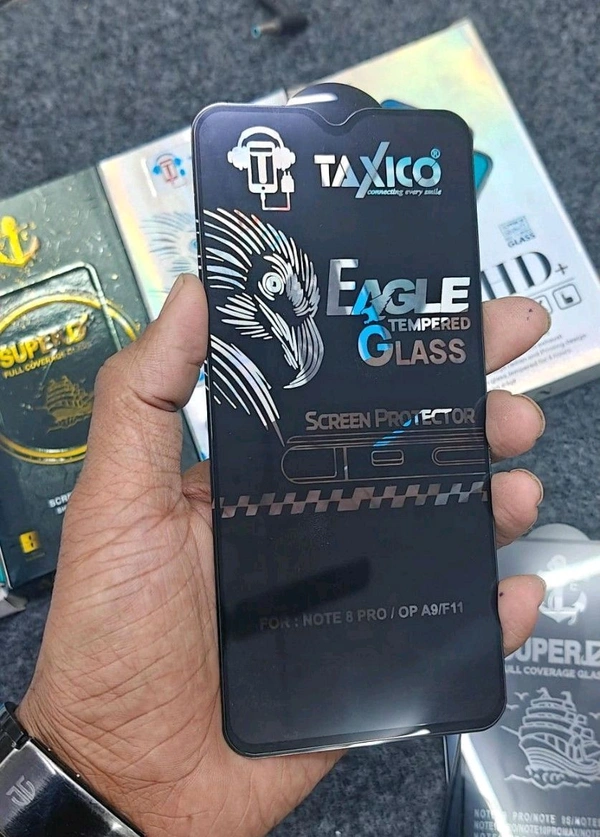 T
TAXICO®
connecting every smile
EAGLE
TEMPERED
GLASS
SCREEN PROTECTOR
FOR : NOTE 8 PRO / OP A9/F11
SUPER D
FULL COVERAGE GLASS
GLASS
HD+
SUPER D
FULL COVERAGE GLAS